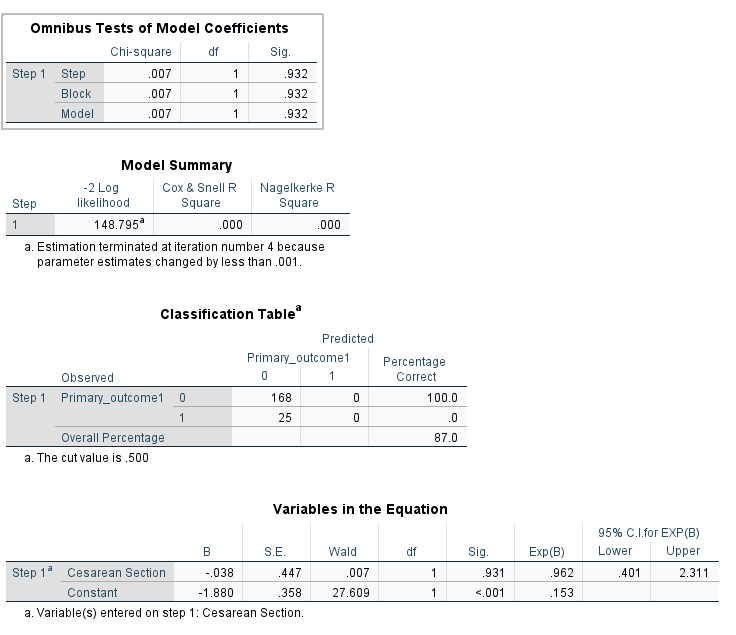 Omnibus Tests of Model Coefficients
Chi-square df Sig.
Step 1 Step .007 1 .932
Block .007 1 .932
Model .007 1 .932
Model Summary
-2 Log Cox & Snell R Nagelkerke R
Step likelihood Square Square
1 148.795a .000 .000
a. Estimation terminated at iteration number 4 because
parameter estimates changed by less than .001.
Classification Tablea
Predicted
Primary_outcome1 Percentage
Observed 0 1 Correct
Step 1 Primary_outcome1 0 168 0 100.0
1 25 0 .0
Overall Percentage 87.0
a. The cut value is .500
Variables in the Equation
95% C.I.for EXP(B)
B S.E. Wald df Sig. Exp(B) Lower Upper
Step 1a Cesarean Section -.038 .447 .007 1 .931 .962 .401 2.311
Constant -1.880 .358 27.609 1 <.001 .153
a. Variable(s) entered on step 1: Cesarean Section.